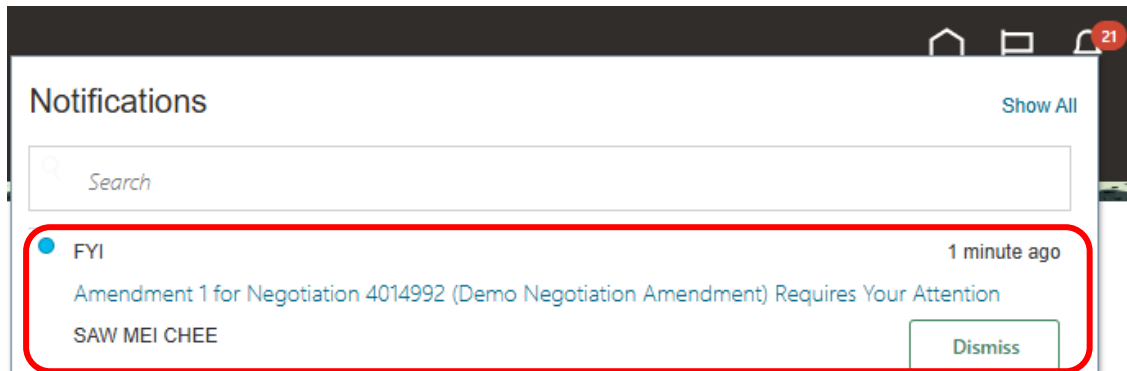 21
Notifications
Show All
Search
FYI
1 minute ago
Amendment 1 for Negotiation 4014992 (Demo Negotiation Amendment) Requires Your Attention
SAW MEI CHEE
Dismiss